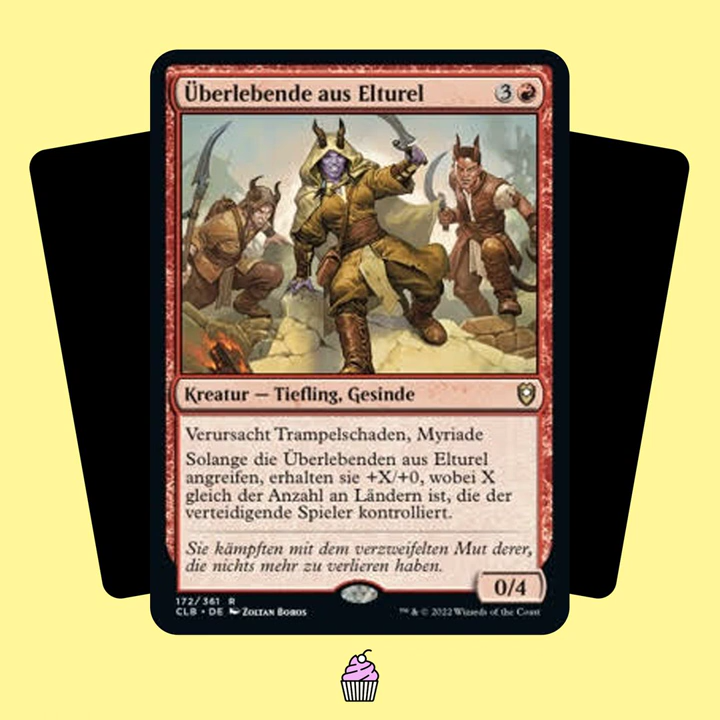 Überlebende aus Elturel 3
Kreatur — Tiefling, Gesinde
Verursacht Trampelschaden, Myriade
Solange die Überlebenden aus Elturel
angreifen, erhalten sie +X/+0, wobei X
gleich der Anzahl an Ländern ist, die der
verteidigende Spieler kontrolliert.
Sie kämpften mit dem verzweifelten Mut derer,
die nichts mehr zu verlieren haben.
0/4
172/361 R
CLB • DE Zoltan Boros
™ & © 2022 Wizards of the Coast